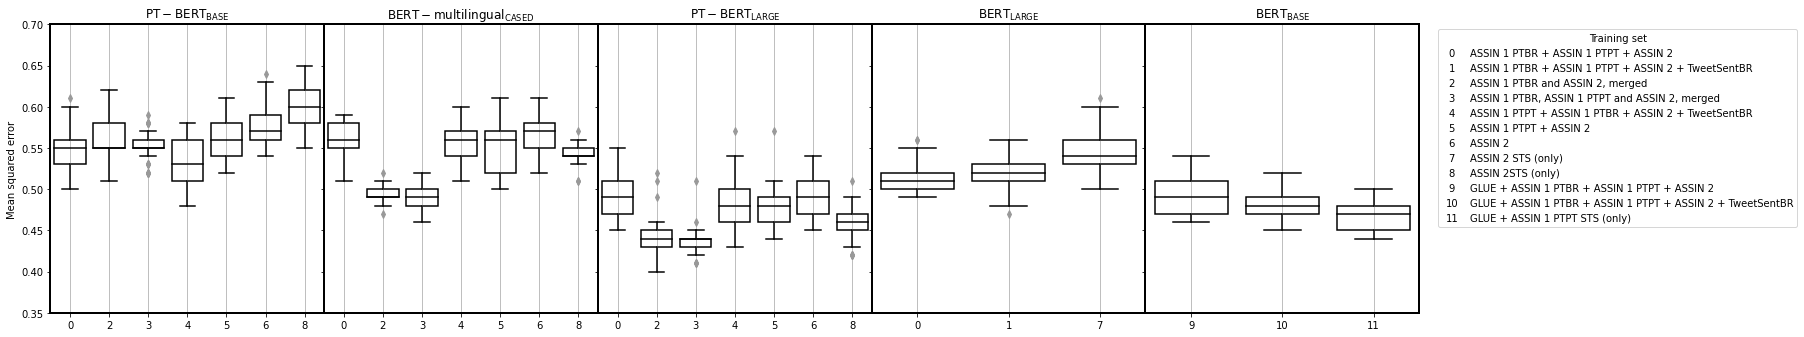 PT − BERT_BASE
BERT − multilingual_CASED
PT − BERT_LARGE
BERT_LARGE
BERT_BASE
Mean squared error
0.70
0.65
0.60
0.55
0.50
0.45
0.40
0.35
0 2 3 4 5 6 8
0 2 3 4 5 6 8
0 2 3 4 5 6 8
0 1 7
9 10 11
Training set
0 ASSIN 1 PTBR + ASSIN 1 PTPT + ASSIN 2
1 ASSIN 1 PTBR + ASSIN 1 PTPT + ASSIN 2 + TweetSentBR
2 ASSIN 1 PTBR and ASSIN 2, merged
3 ASSIN 1 PTBR, ASSIN 1 PTPT and ASSIN 2, merged
4 ASSIN 1 PTPT + ASSIN 1 PTBR + ASSIN 2 + TweetSentBR
5 ASSIN 1 PTPT + ASSIN 2
6 ASSIN 2
7 ASSIN 2 STS (only)
8 ASSIN 2STS (only)
9 GLUE + ASSIN 1 PTBR + ASSIN 1 PTPT + ASSIN 2
10 GLUE + ASSIN 1 PTBR + ASSIN 1 PTPT + ASSIN 2 + TweetSentBR
11 GLUE + ASSIN 1 PTPT STS (only)